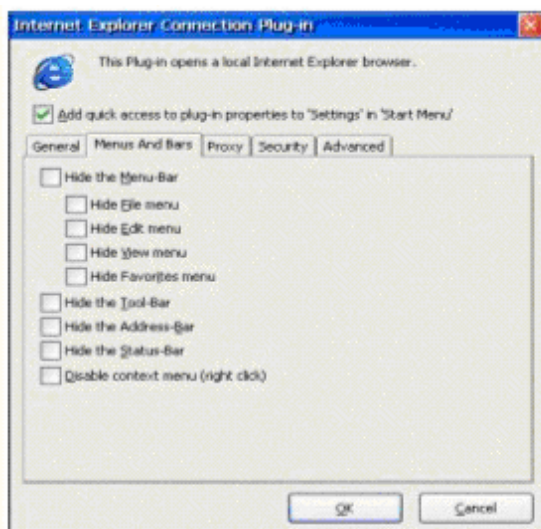 Internet Explorer Connection Plug-in
This Plug-in opens a local Internet Explorer browser.
Add quick access to plug-in properties to 'Settings' in 'Start Menu'
General Menus And Bars Proxy Security Advanced
Hide the Menu-Bar
Hide File menu
Hide Edit menu
Hide View menu
Hide Favorites menu
Hide the Tool-Bar
Hide the Address-Bar
Hide the Status-Bar
Disable context menu (right click)
OK Cancel